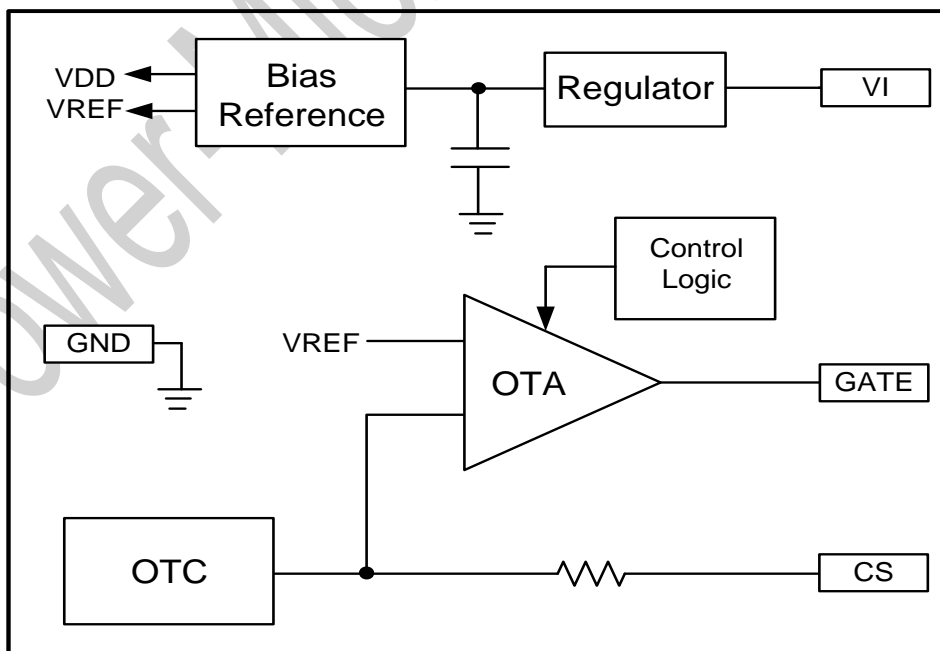 Bias
Reference
VDD
VREF
Regulator
VI
Control
Logic
GND
VREF
OTA
GATE
OTC
CS